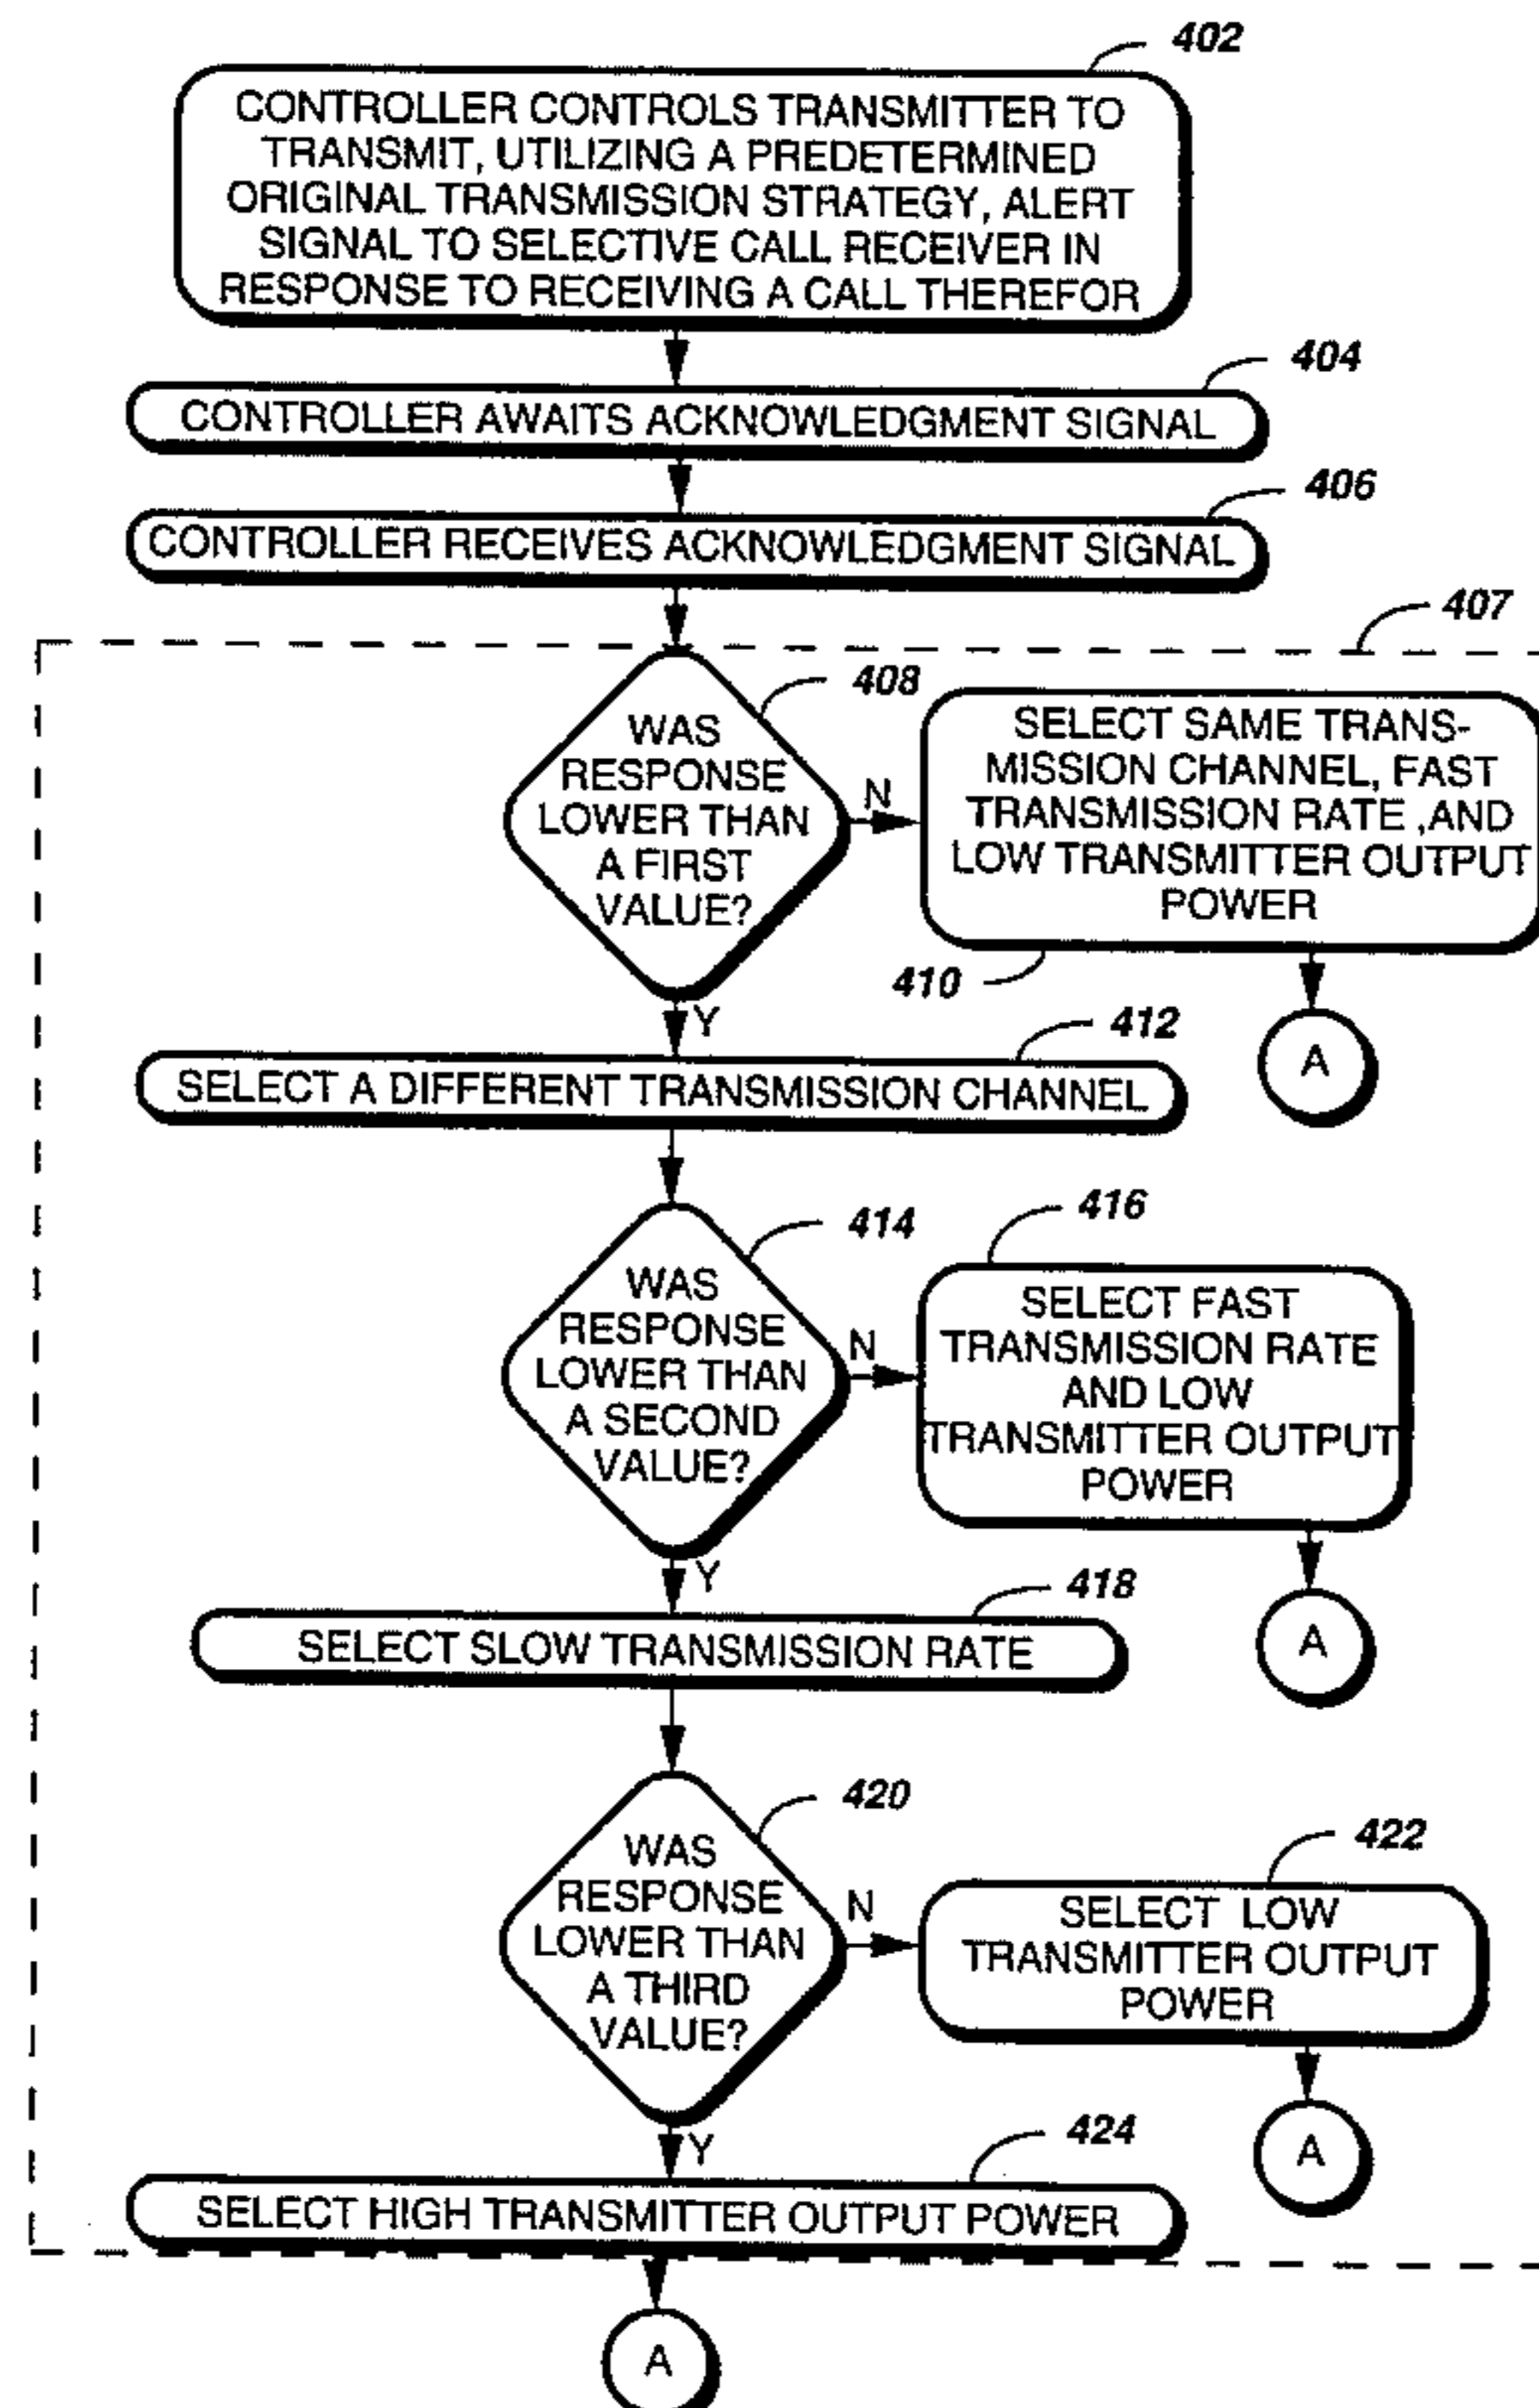 402
CONTROLLER CONTROLS TRANSMITTER TO
TRANSMIT, UTILIZING A PREDETERMINED
ORIGINAL TRANSMISSION STRATEGY, ALERT
SIGNAL TO SELECTIVE CALL RECEIVER IN
RESPONSE TO RECEIVING A CALL THEREFOR
404
CONTROLLER AWAITS ACKNOWLEDGMENT SIGNAL
406
CONTROLLER RECEIVES ACKNOWLEDGMENT SIGNAL
407
408
WAS
RESPONSE
LOWER THAN
A FIRST
VALUE?
N
SELECT SAME TRANS-
MISSION CHANNEL, FAST
TRANSMISSION RATE ,AND
LOW TRANSMITTER OUTPUT
POWER
410
A
Y
412
SELECT A DIFFERENT TRANSMISSION CHANNEL
414
WAS
RESPONSE
LOWER THAN
A SECOND
VALUE?
N
416
SELECT FAST
TRANSMISSION RATE
AND LOW
TRANSMITTER OUTPUT
POWER
A
Y
418
SELECT SLOW TRANSMISSION RATE
420
WAS
RESPONSE
LOWER THAN
A THIRD
VALUE?
N
422
SELECT LOW
TRANSMITTER OUTPUT
POWER
A
Y
424
SELECT HIGH TRANSMITTER OUTPUT POWER
A